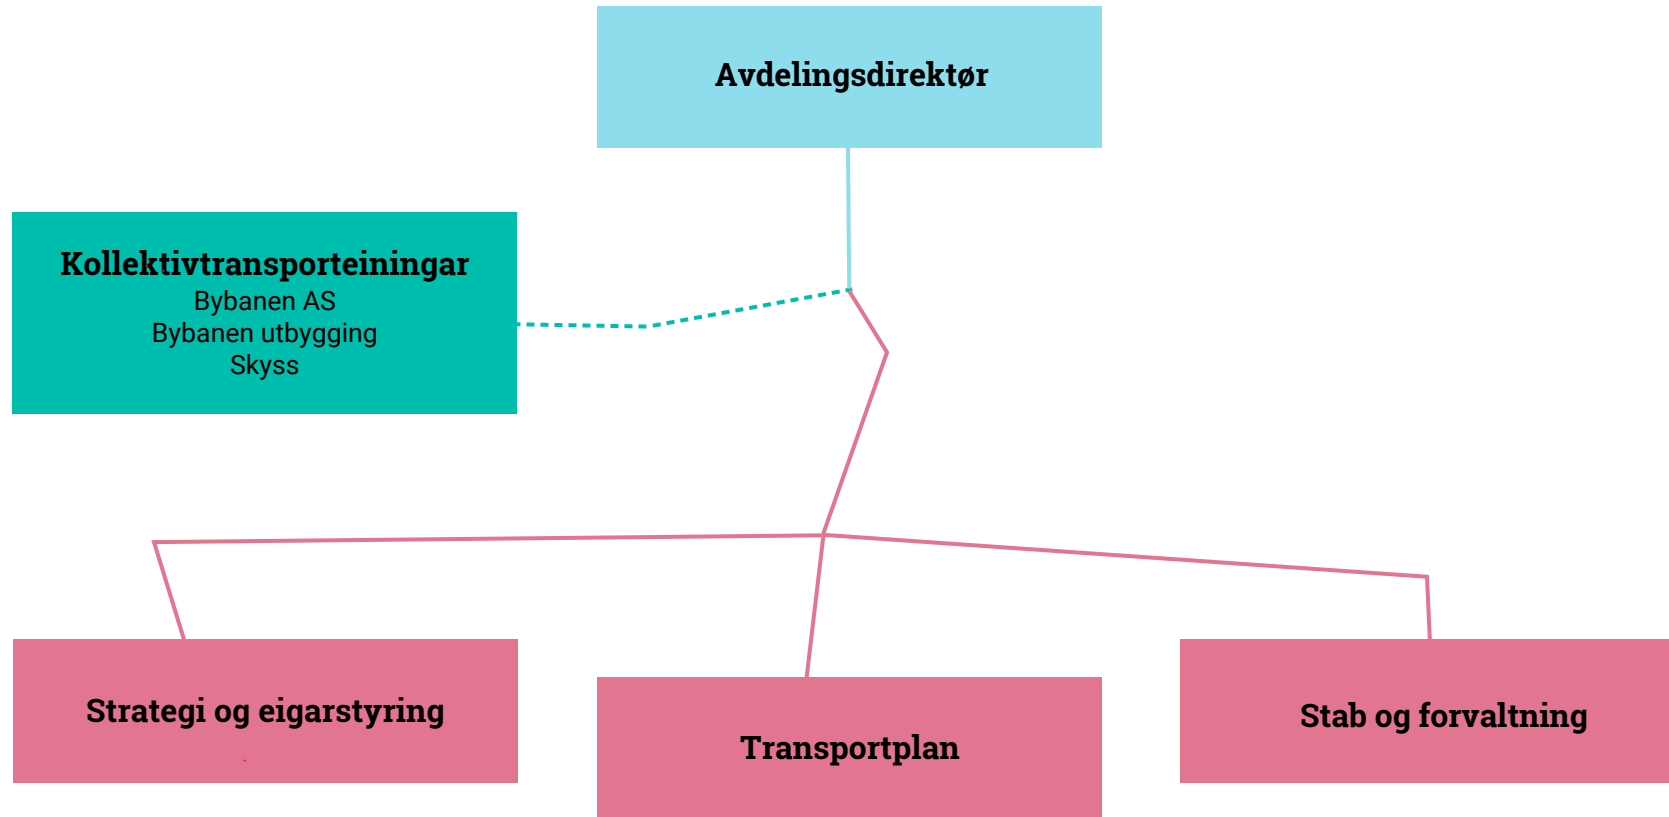 Avdelingsdirektør
Kollektivtransporteiningar
Bybanen AS
Bybanen utbygging
Skyss
Strategi og eigarstyring
Transportplan
Stab og forvaltning